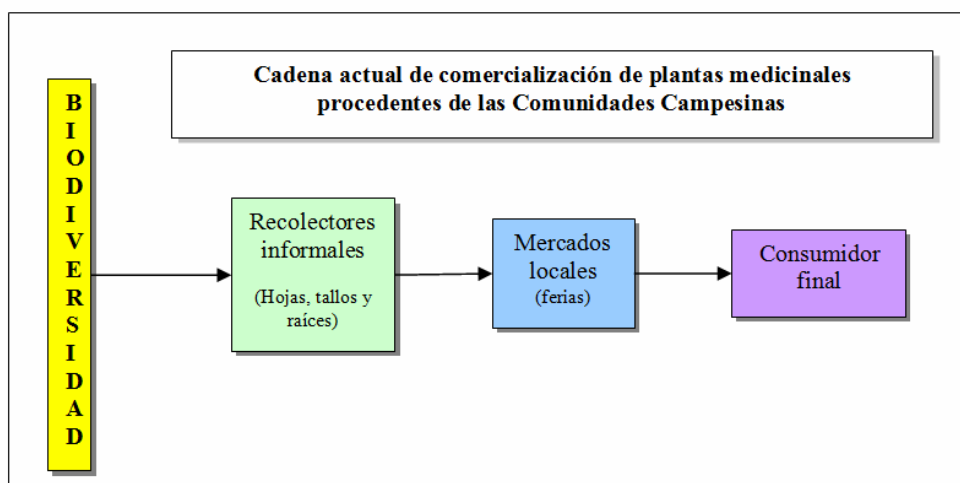 Cadena actual de comercialización de plantas medicinales
procedentes de las Comunidades Campesinas
BIODIVERSIDAD
Recolectores
informales
(Hojas, tallos y
raíces)
Mercados
locales
(ferias)
Consumidor
final